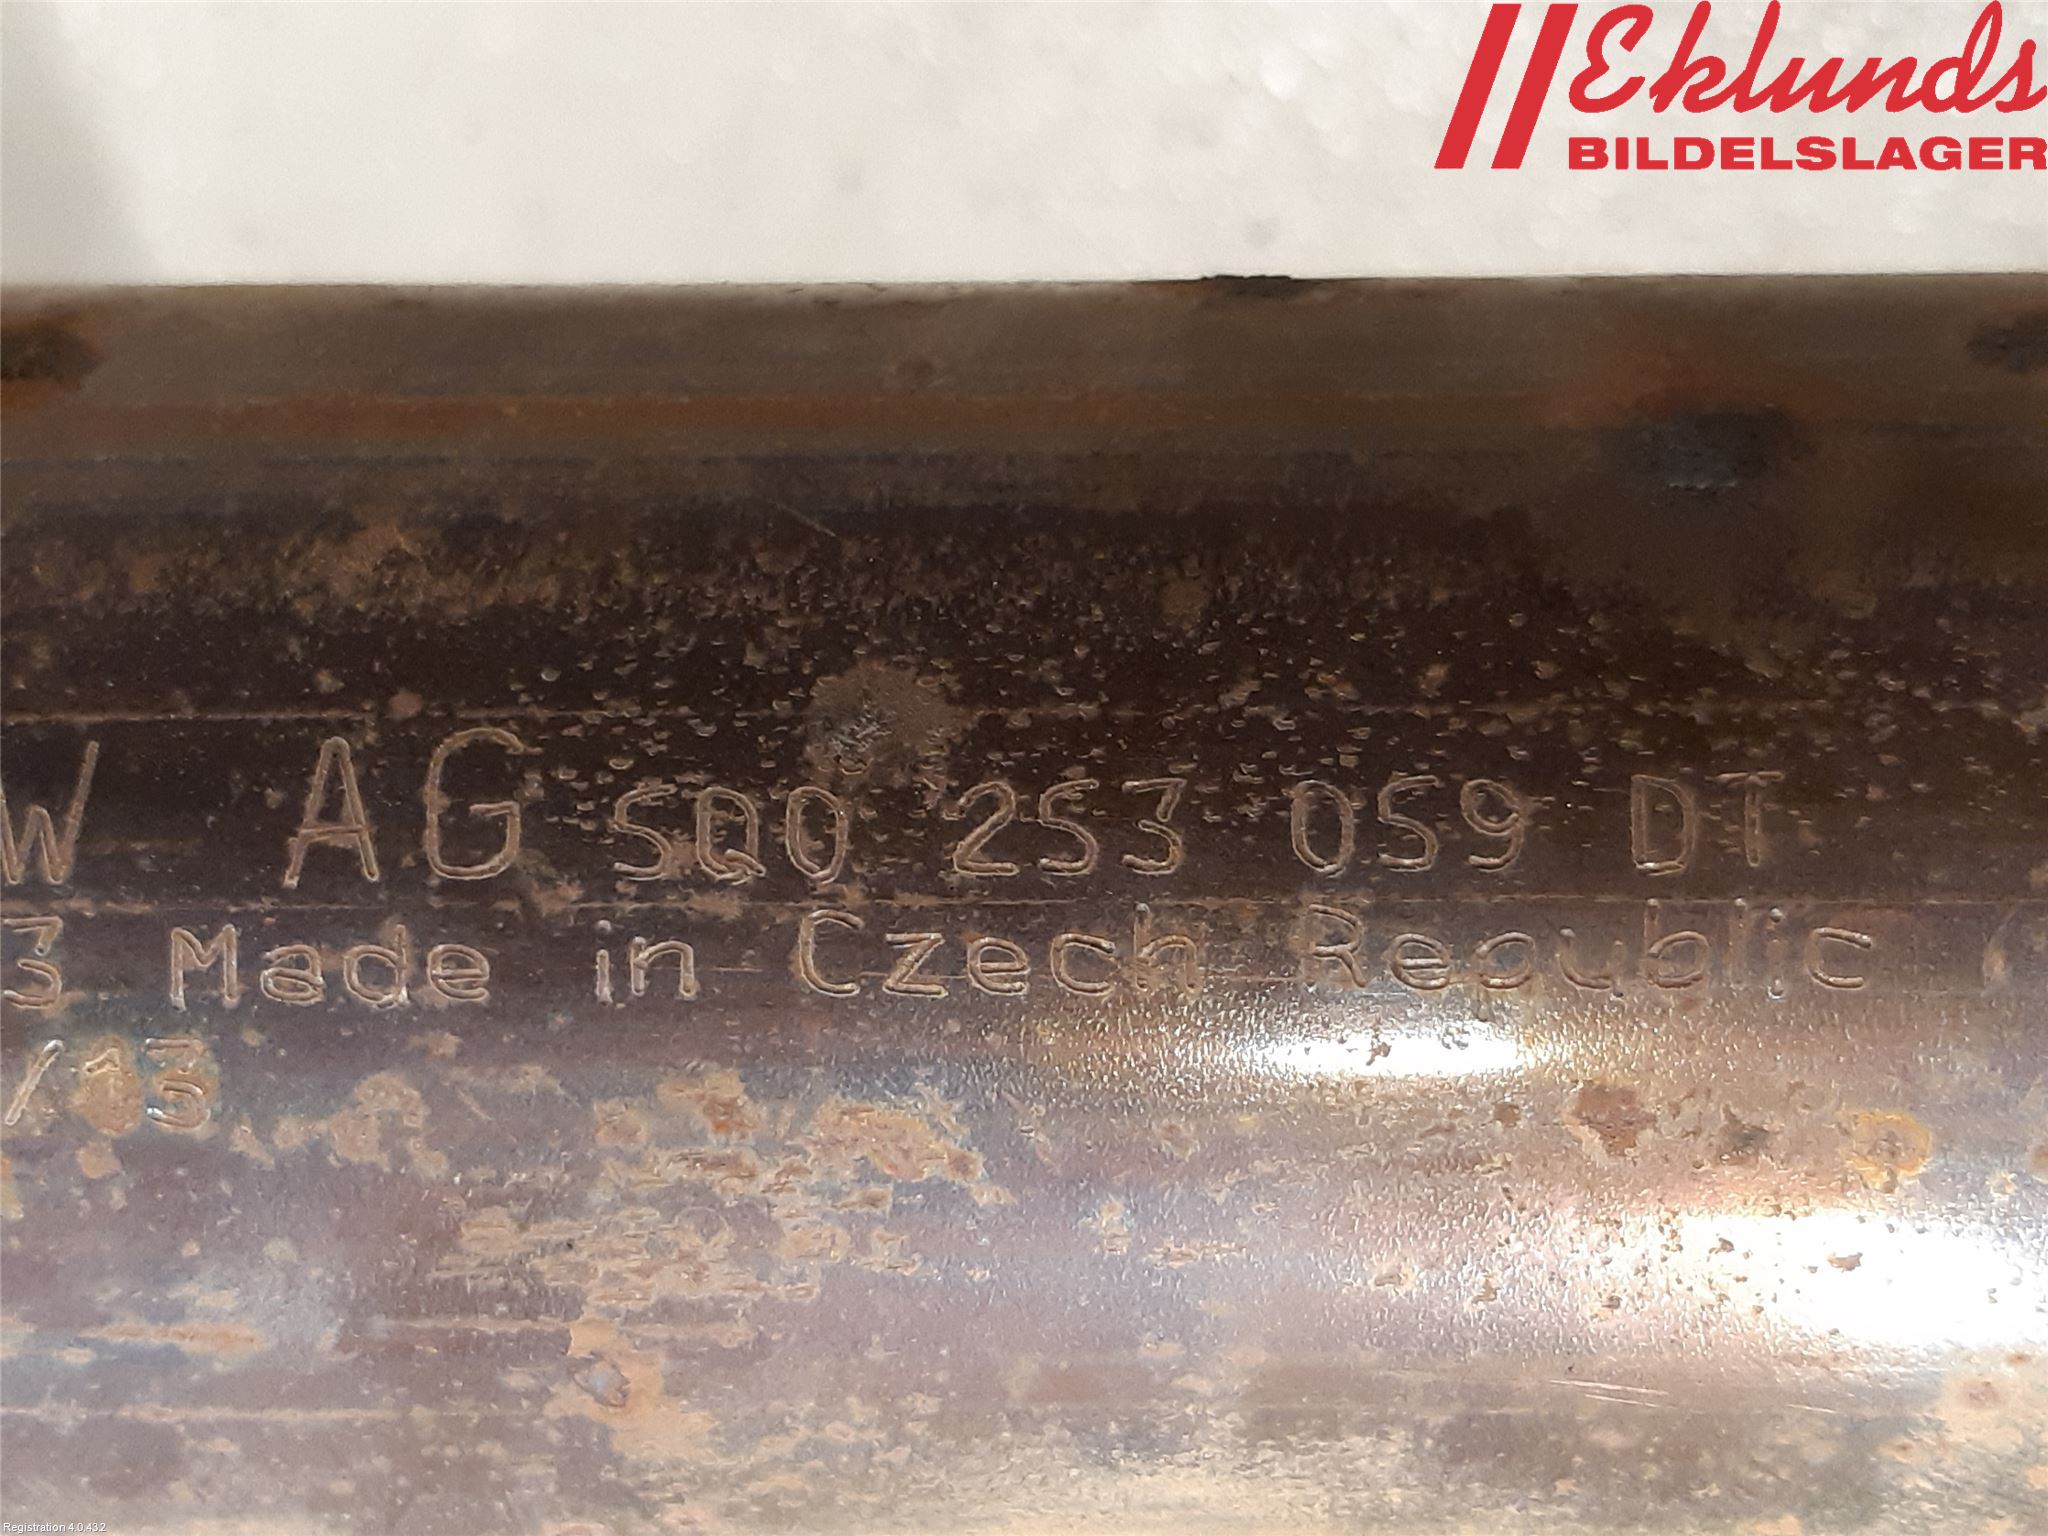 Eklunds
BILDELSLAGER
W AG 5Q0 253 059 DT
3 Made in Czech Republic
/13
Registration 4.0.432